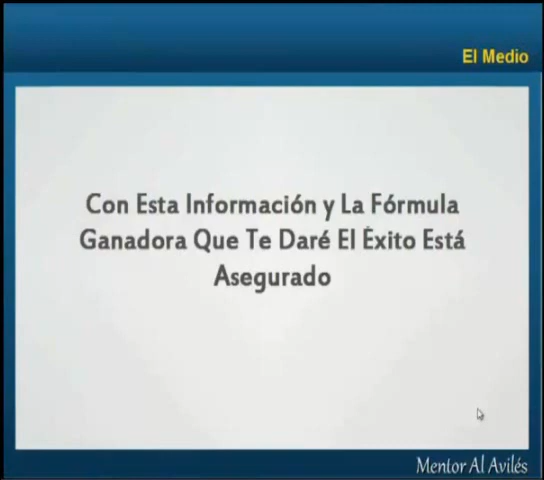 El Medio
Con Esta Información y La Fórmula
Ganadora Que Te Daré El Éxito Está
Asegurado
Mentor Al Avilés